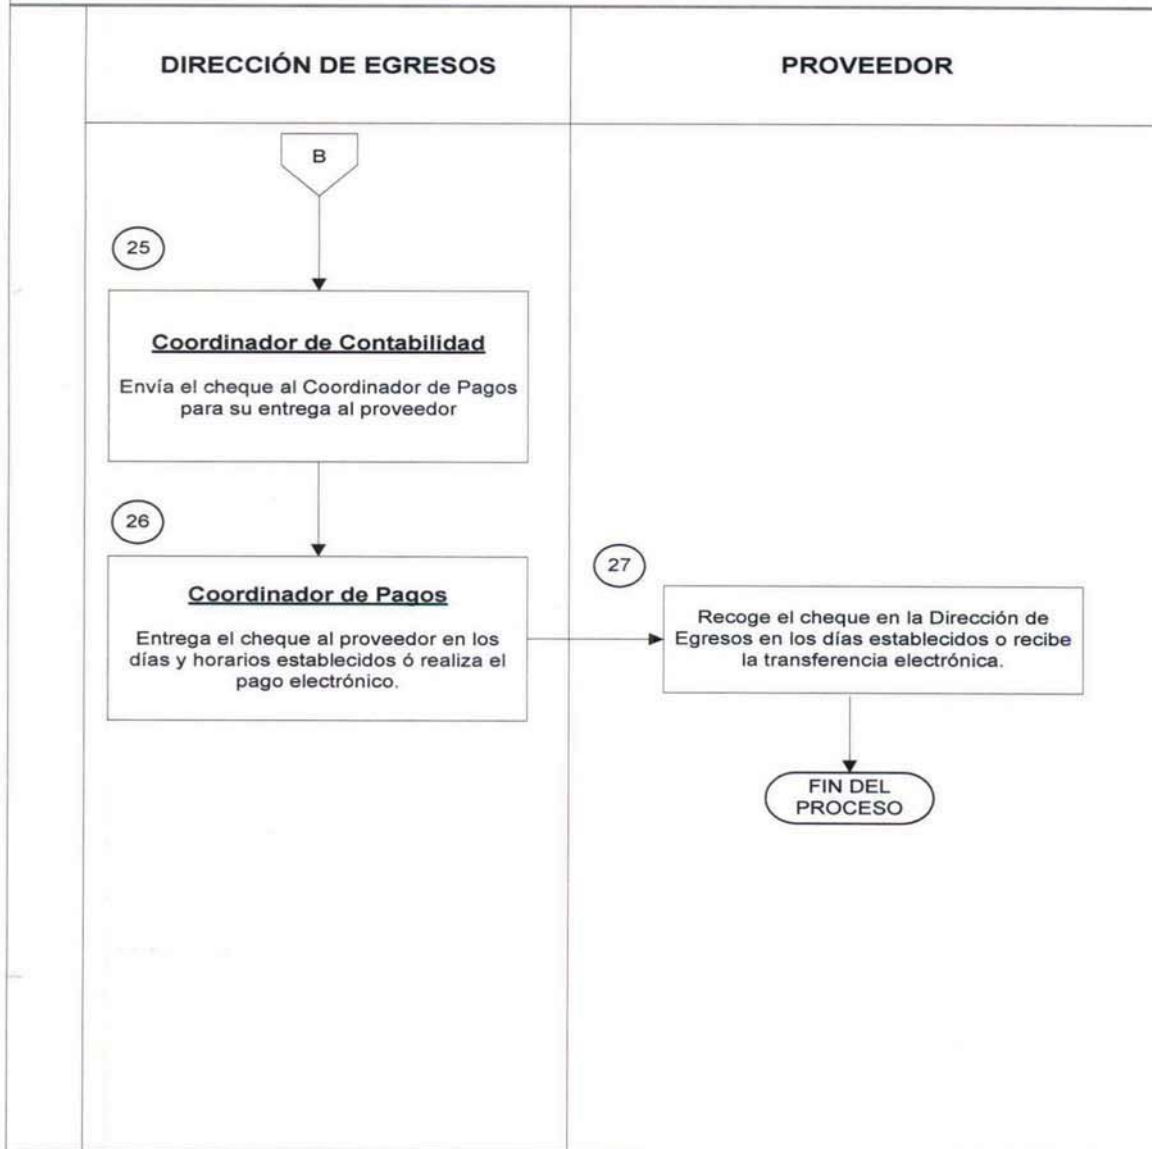 DIRECCIÓN DE EGRESOS
PROVEEDOR
B
25
Coordinador de Contabilidad
Envía el cheque al Coordinador de Pagos
para su entrega al proveedor
26
Coordinador de Pagos
Entrega el cheque al proveedor en los
días y horarios establecidos ó realiza el
pago electrónico.
27
Recoge el cheque en la Dirección de
Egresos en los días establecidos o recibe
la transferencia electrónica.
FIN DEL
PROCESO